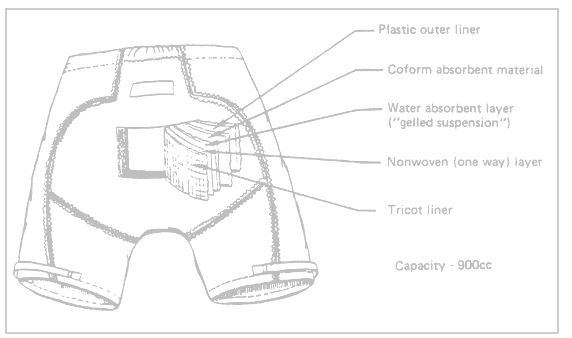 Plastic outer liner
Coform absorbent material
Water absorbent layer
("gelled suspension")
Nonwoven (one way) layer
Tricot liner
Capacity - 900cc